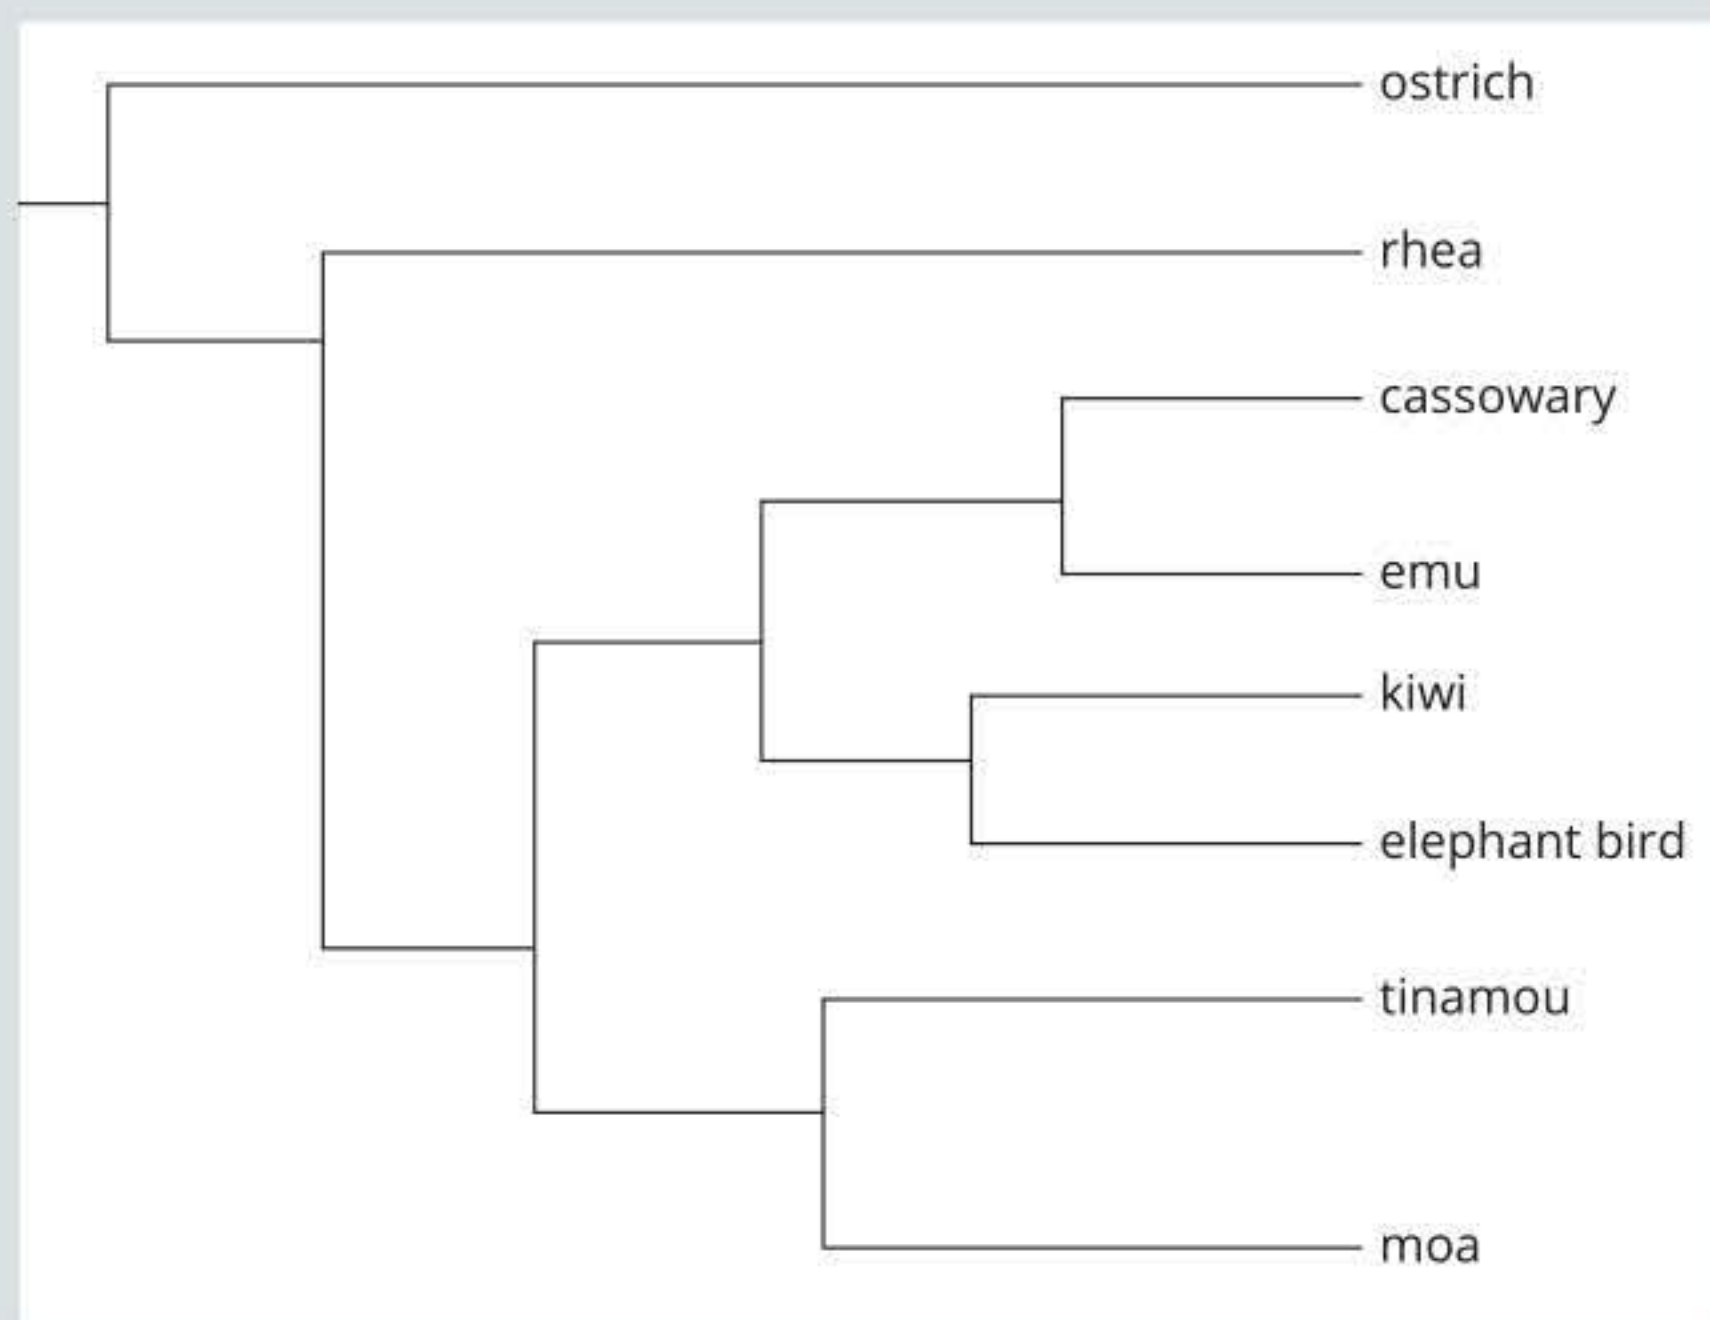 ostrich
rhea
cassowary
emu
kiwi
elephant bird
tinamou
moa